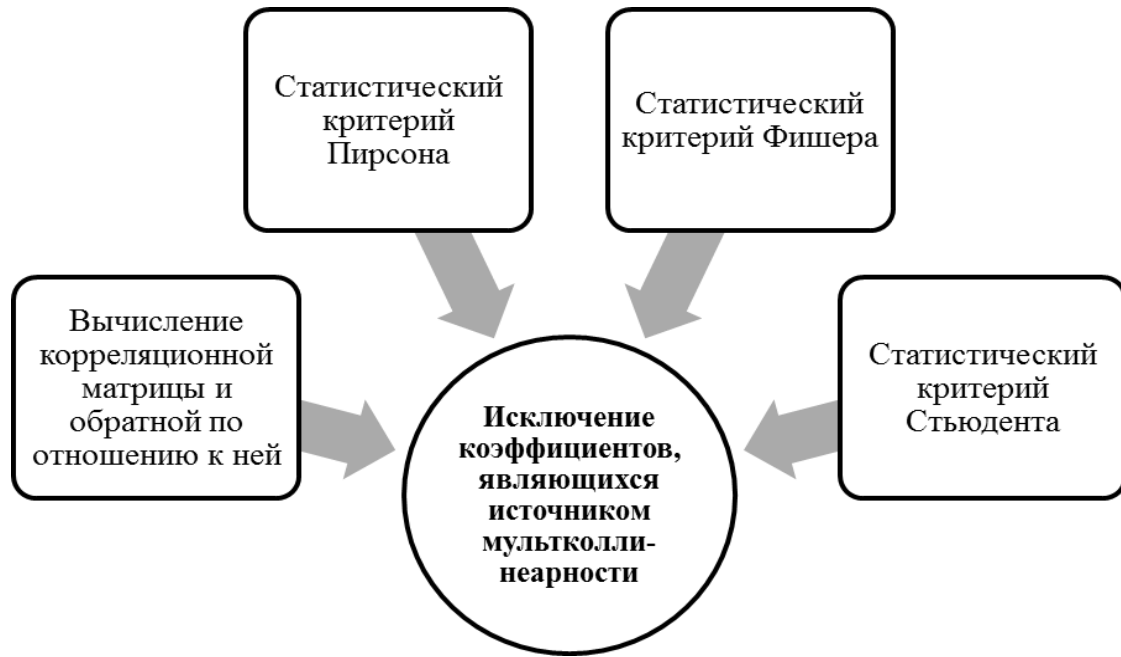 Статистический
критерий
Пирсона
Статистический
критерий Фишера
Вычисление
корреляционной
матрицы и
обратной по
отношению к ней
Статистический
критерий
Стьюдента
Исключение
коэффициентов,
являющихся
источником
мультколли-
неарности